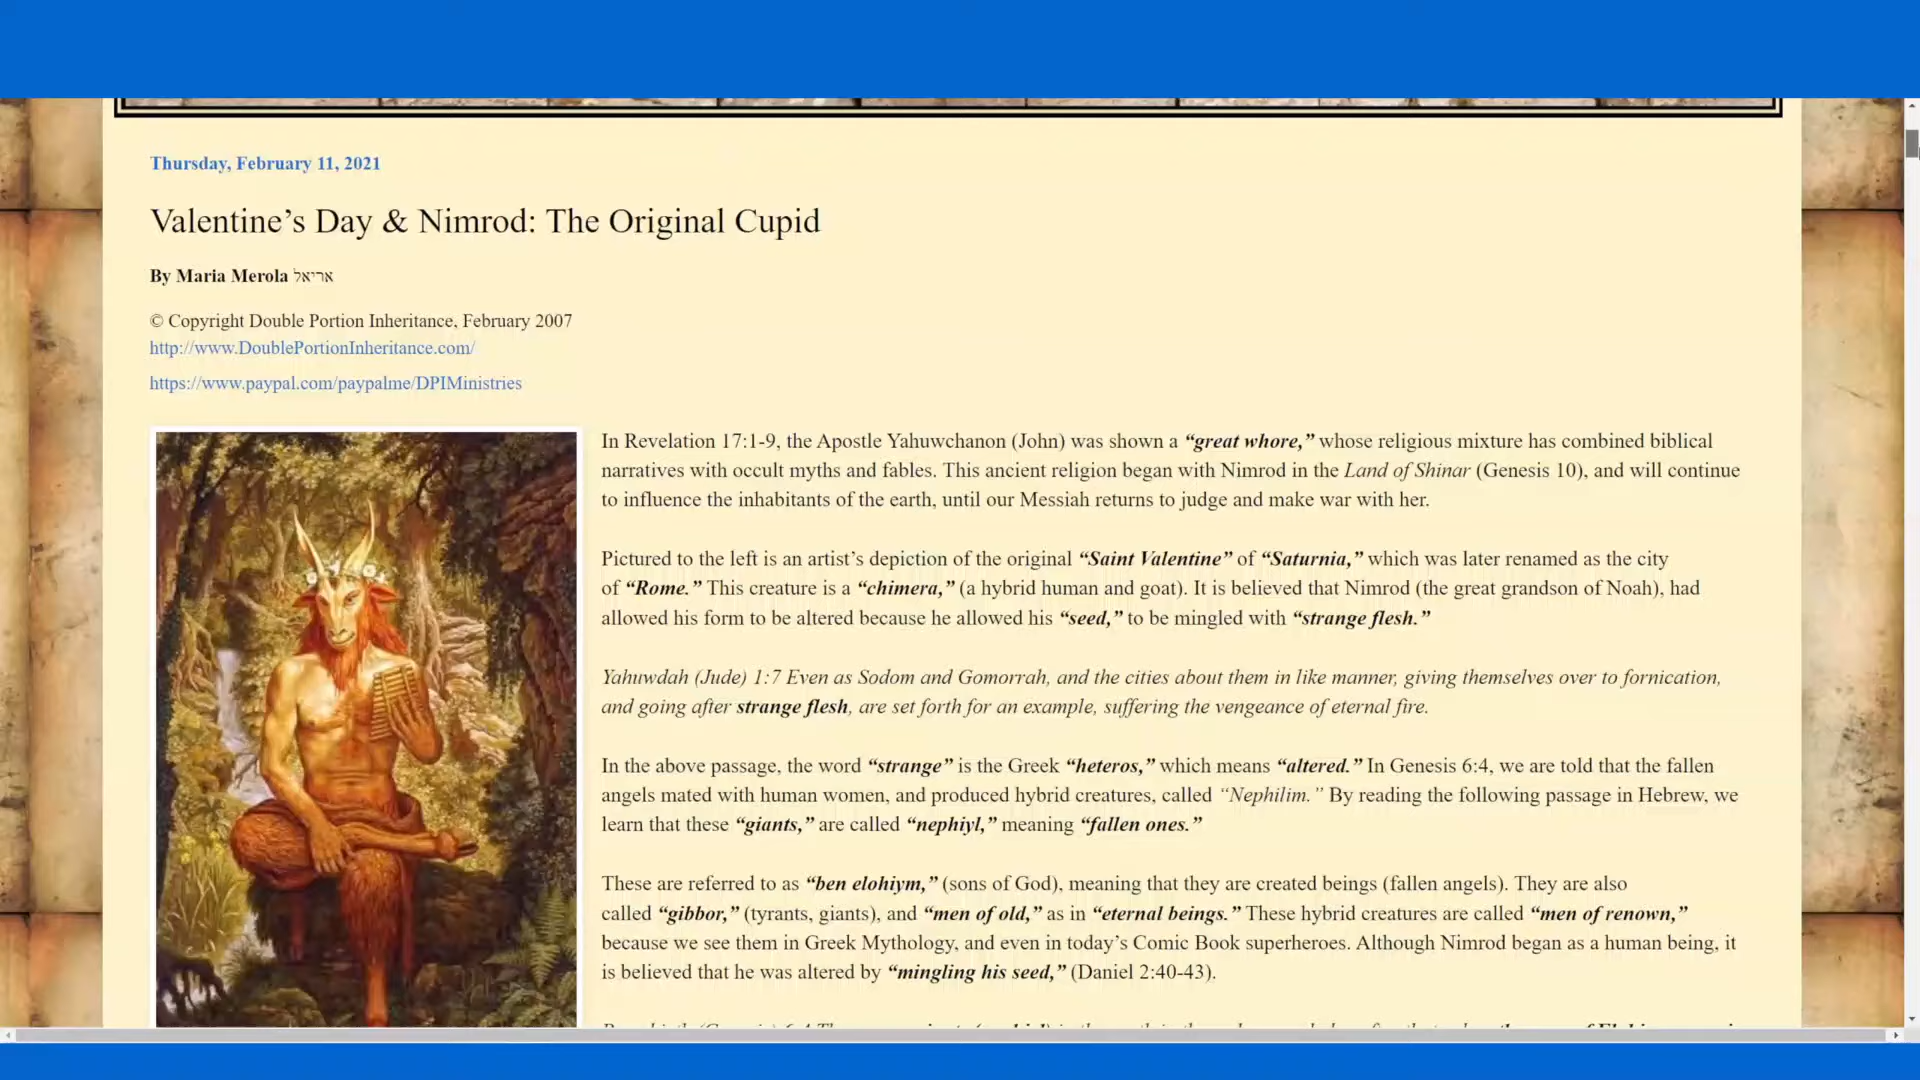 Thursday, February 11, 2021
Valentine’s Day & Nimrod: The Original Cupid
By Maria Merola אריאל
© Copyright Double Portion Inheritance, February 2007
http://www.DoublePortionInheritance.com/
https://www.paypal.com/paypalme/DPIMinistries
In Revelation 17:1-9, the Apostle Yahuwchanon (John) was shown a “great whore,” whose religious mixture has combined biblical
narratives with occult myths and fables. This ancient religion began with Nimrod in the Land of Shinar (Genesis 10), and will continue
to influence the inhabitants of the earth, until our Messiah returns to judge and make war with her.
Pictured to the left is an artist’s depiction of the original “Saint Valentine” of “Saturnia,” which was later renamed as the city
of “Rome.” This creature is a “chimera,” (a hybrid human and goat). It is believed that Nimrod (the great grandson of Noah), had
allowed his form to be altered because he allowed his “seed,” to be mingled with “strange flesh.”
Yahuwdah (Jude) 1:7 Even as Sodom and Gomorrah, and the cities about them in like manner, giving themselves over to fornication,
and going after strange flesh, are set forth for an example, suffering the vengeance of eternal fire.
In the above passage, the word “strange” is the Greek “heteros,” which means “altered.” In Genesis 6:4, we are told that the fallen
angels mated with human women, and produced hybrid creatures, called “Nephilim.” By reading the following passage in Hebrew, we
learn that these “giants,” are called “nephiyl,” meaning “fallen ones.”
These are referred to as “ben elohiym,” (sons of God), meaning that they are created beings (fallen angels). They are also
called “gibbor,” (tyrants, giants), and “men of old,” as in “eternal beings.” These hybrid creatures are called “men of renown,”
because we see them in Greek Mythology, and even in today’s Comic Book superheroes. Although Nimrod began as a human being, it
is believed that he was altered by “mingling his seed,” (Daniel 2:40-43).